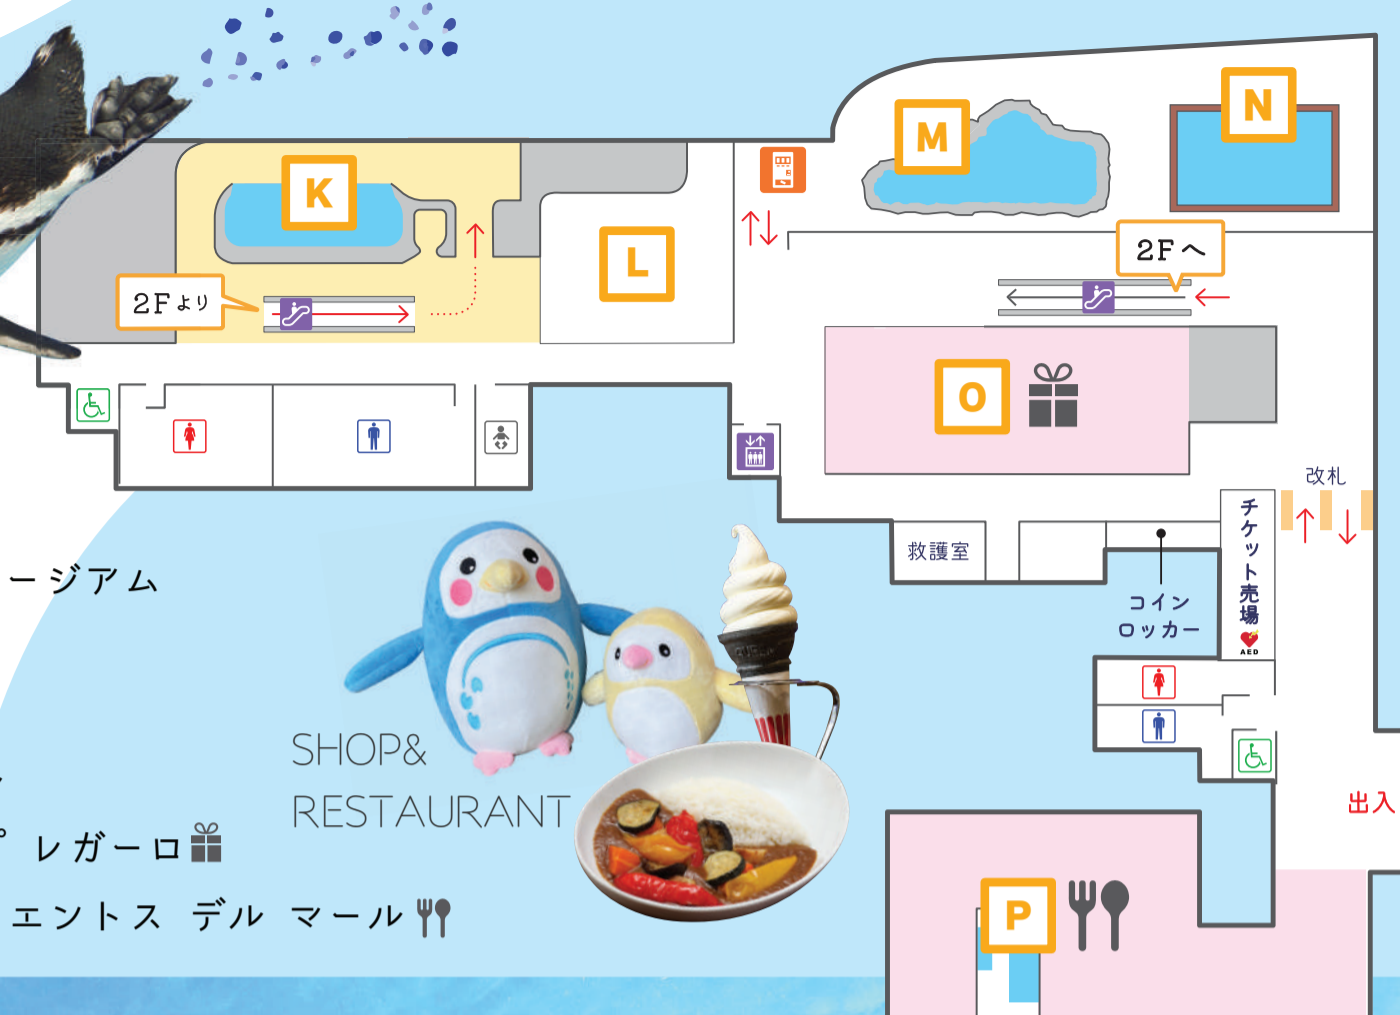 K
L
M
N
2Fより
2Fへ
O
改札
チケット売場
AED
救護室
コイン
ロッカー
出入
ージアム
SHOP&
RESTAURANT
レガーロ
エントス デル マール
P